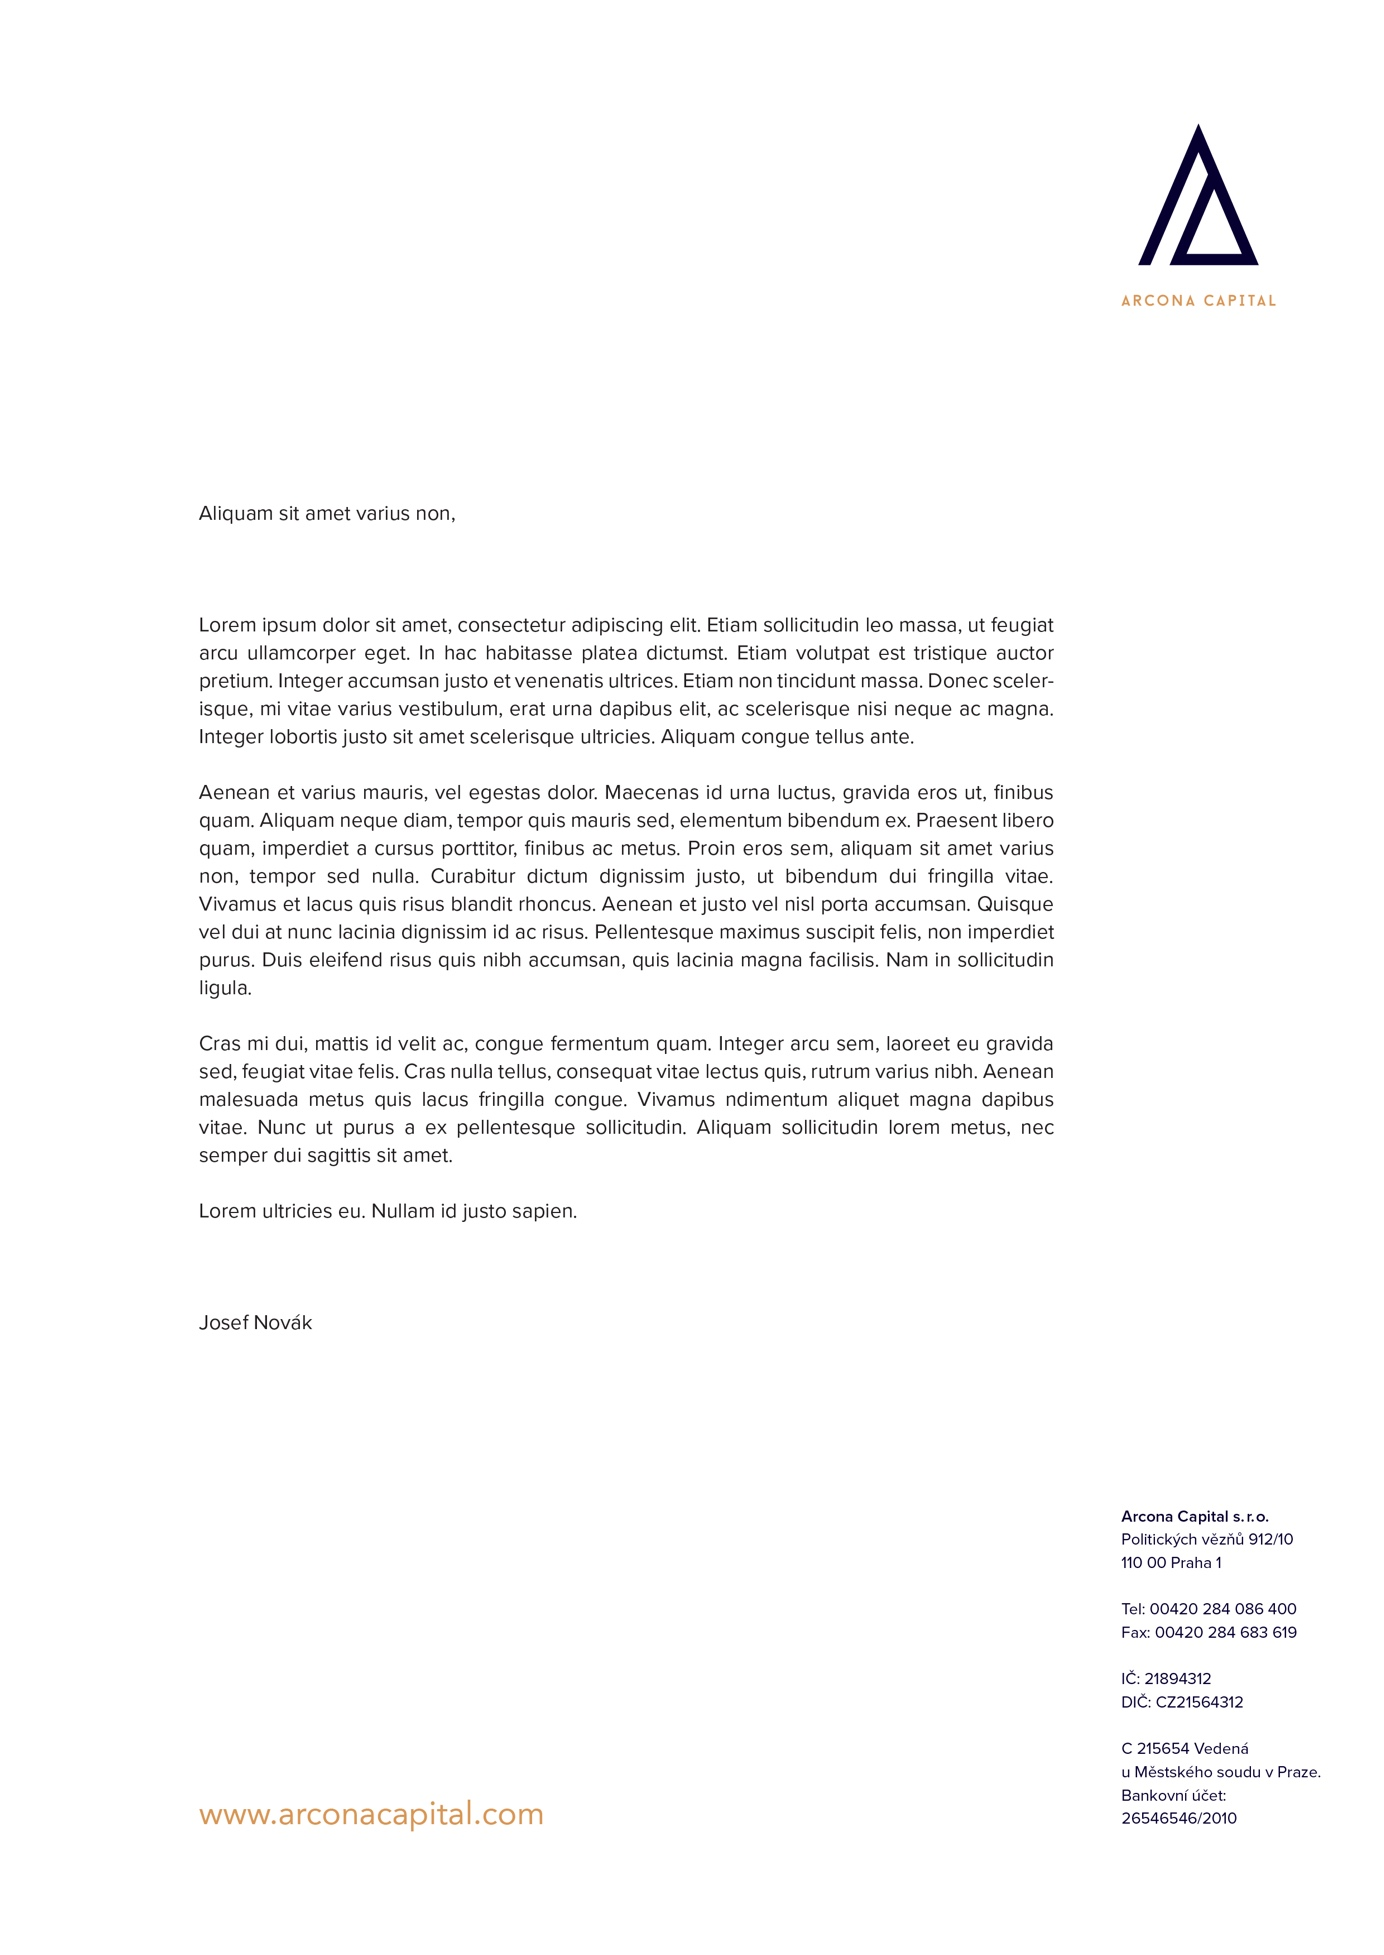 ARCONA CAPITAL
Aliquam sit amet varius non,
Lorem ipsum dolor sit amet, consectetur adipiscing elit. Etiam sollicitudin leo massa, ut feugiat
arcu ullamcorper eget. In hac habitasse platea dictumst. Etiam volutpat est tristique auctor
pretium. Integer accumsan justo et venenatis ultrices. Etiam non tincidunt massa. Donec sceler-
isque, mi vitae varius vestibulum, erat urna dapibus elit, ac scelerisque nisi neque ac magna.
Integer lobortis justo sit amet scelerisque ultricies. Aliquam congue tellus ante.
Aenean et varius mauris, vel egestas dolor. Maecenas id urna luctus, gravida eros ut, finibus
quam. Aliquam neque diam, tempor quis mauris sed, elementum bibendum ex. Praesent libero
quam, imperdiet a cursus porttitor, finibus ac metus. Proin eros sem, aliquam sit amet varius
non, tempor sed nulla. Curabitur dictum dignissim justo, ut bibendum dui fringilla vitae.
Vivamus et lacus quis risus blandit rhoncus. Aenean et justo vel nisl porta accumsan. Quisque
vel dui at nunc lacinia dignissim id ac risus. Pellentesque maximus suscipit felis, non imperdiet
purus. Duis eleifend risus quis nibh accumsan, quis lacinia magna facilisis. Nam in sollicitudin
ligula.
Cras mi dui, mattis id velit ac, congue fermentum quam. Integer arcu sem, laoreet eu gravida
sed, feugiat vitae felis. Cras nulla tellus, consequat vitae lectus quis, rutrum varius nibh. Aenean
malesuada metus quis lacus fringilla congue. Vivamus ndimentum aliquet magna dapibus
vitae. Nunc ut purus a ex pellentesque sollicitudin. Aliquam sollicitudin lorem metus, nec
semper dui sagittis sit amet.
Lorem ultricies eu. Nullam id justo sapien.
Josef Novák
Arcona Capital s.r.o.
Politických vězňů 912/10
110 00 Praha 1
Tel: 00420 284 086 400
Fax: 00420 284 683 619
IČ: 21894312
DIČ: CZ21564312
C 215654 Vedená
u Městského soudu v Praze.
Bankovní účet:
26546546/2010
www.arconacapital.com